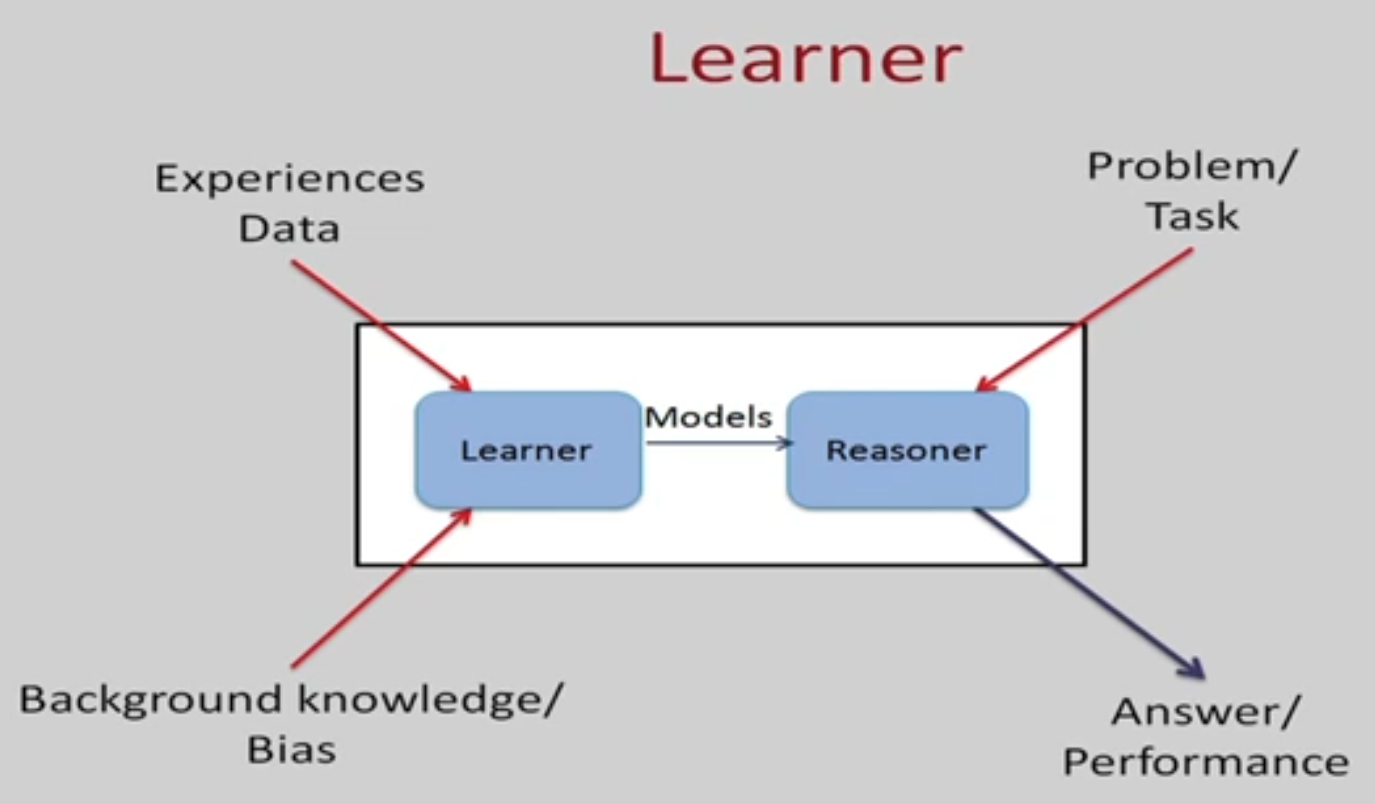 Learner
Experiences
Data
Problem/
Task
Learner
Models
Reasoner
Background knowledge/
Bias
Answer/
Performance